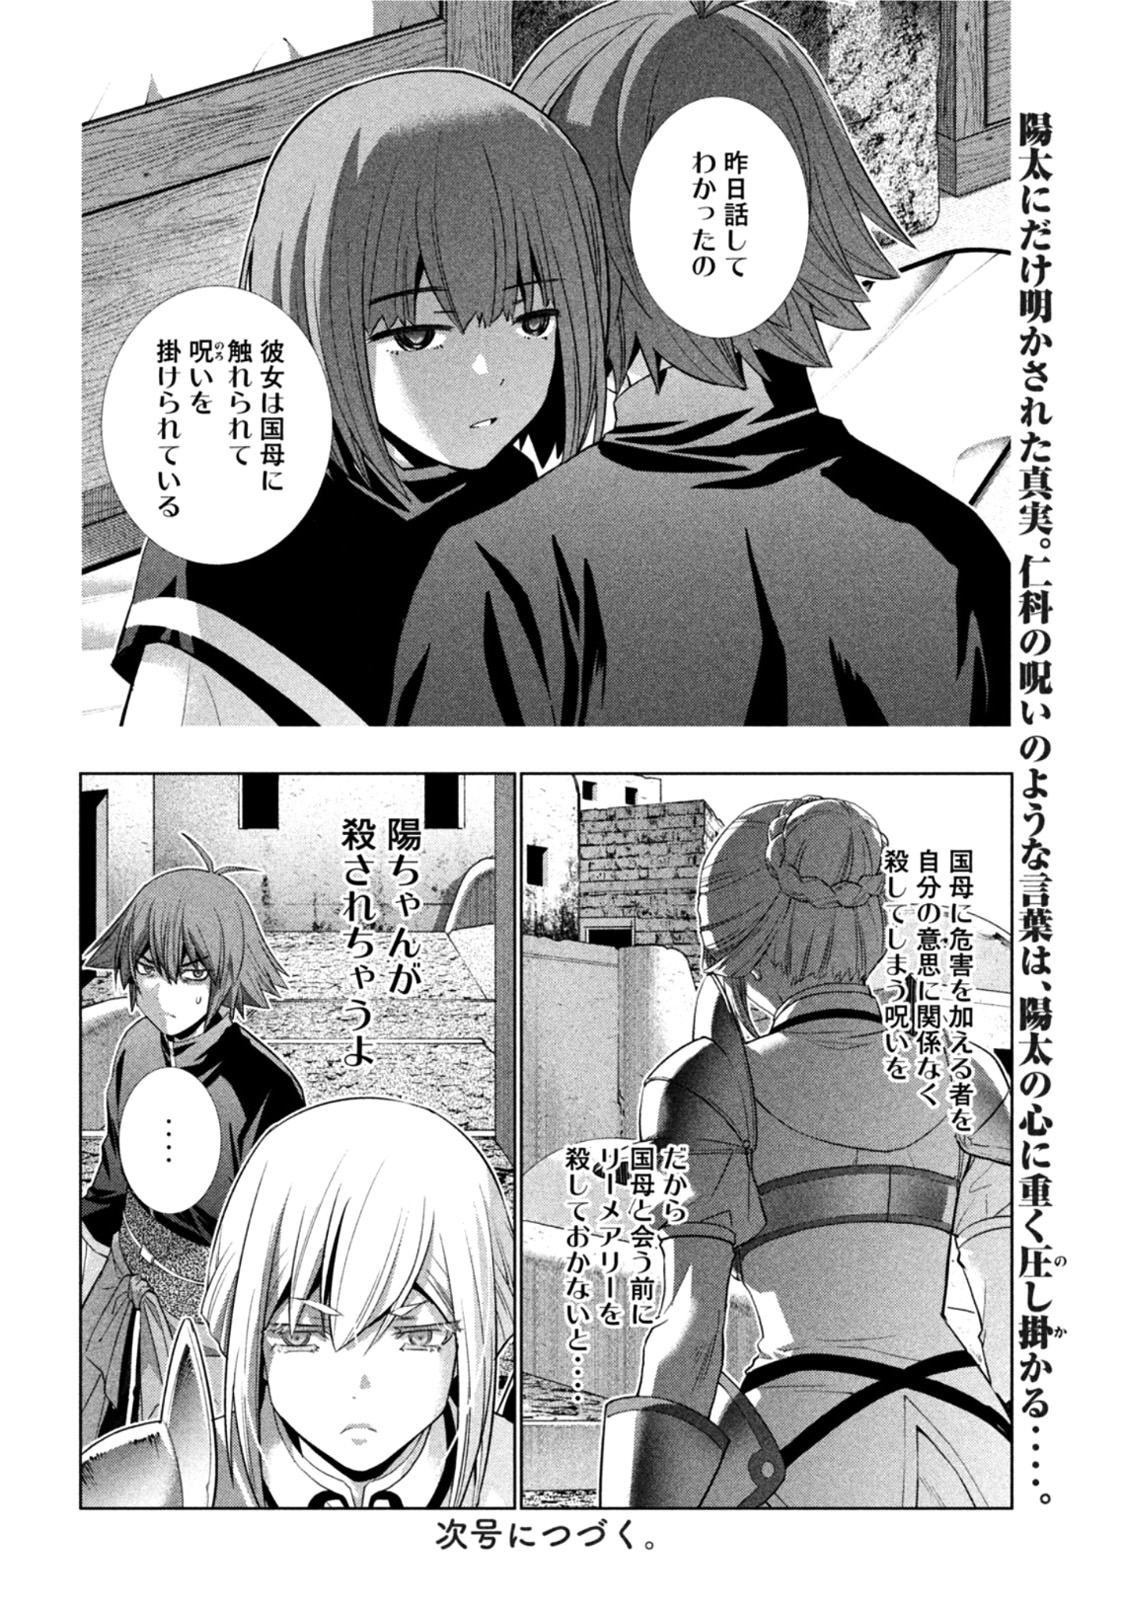 昨日話して
わかったの
彼女は国母に
触れられて
呪いを
のろ
掛けられている
国母に危害を加える者を
自分の意思に関係なく
殺してしまう呪いを
だから
国母と会う前に
リーメアリーを
殺しておかないと‥‥
陽ちゃんが
殺されちゃうよ
‥‥
陽太にだけ明かされた真実。仁科の呪いのような言葉は、陽太の心に重く圧し掛かる‥‥‥。
の
か
次号につづく。